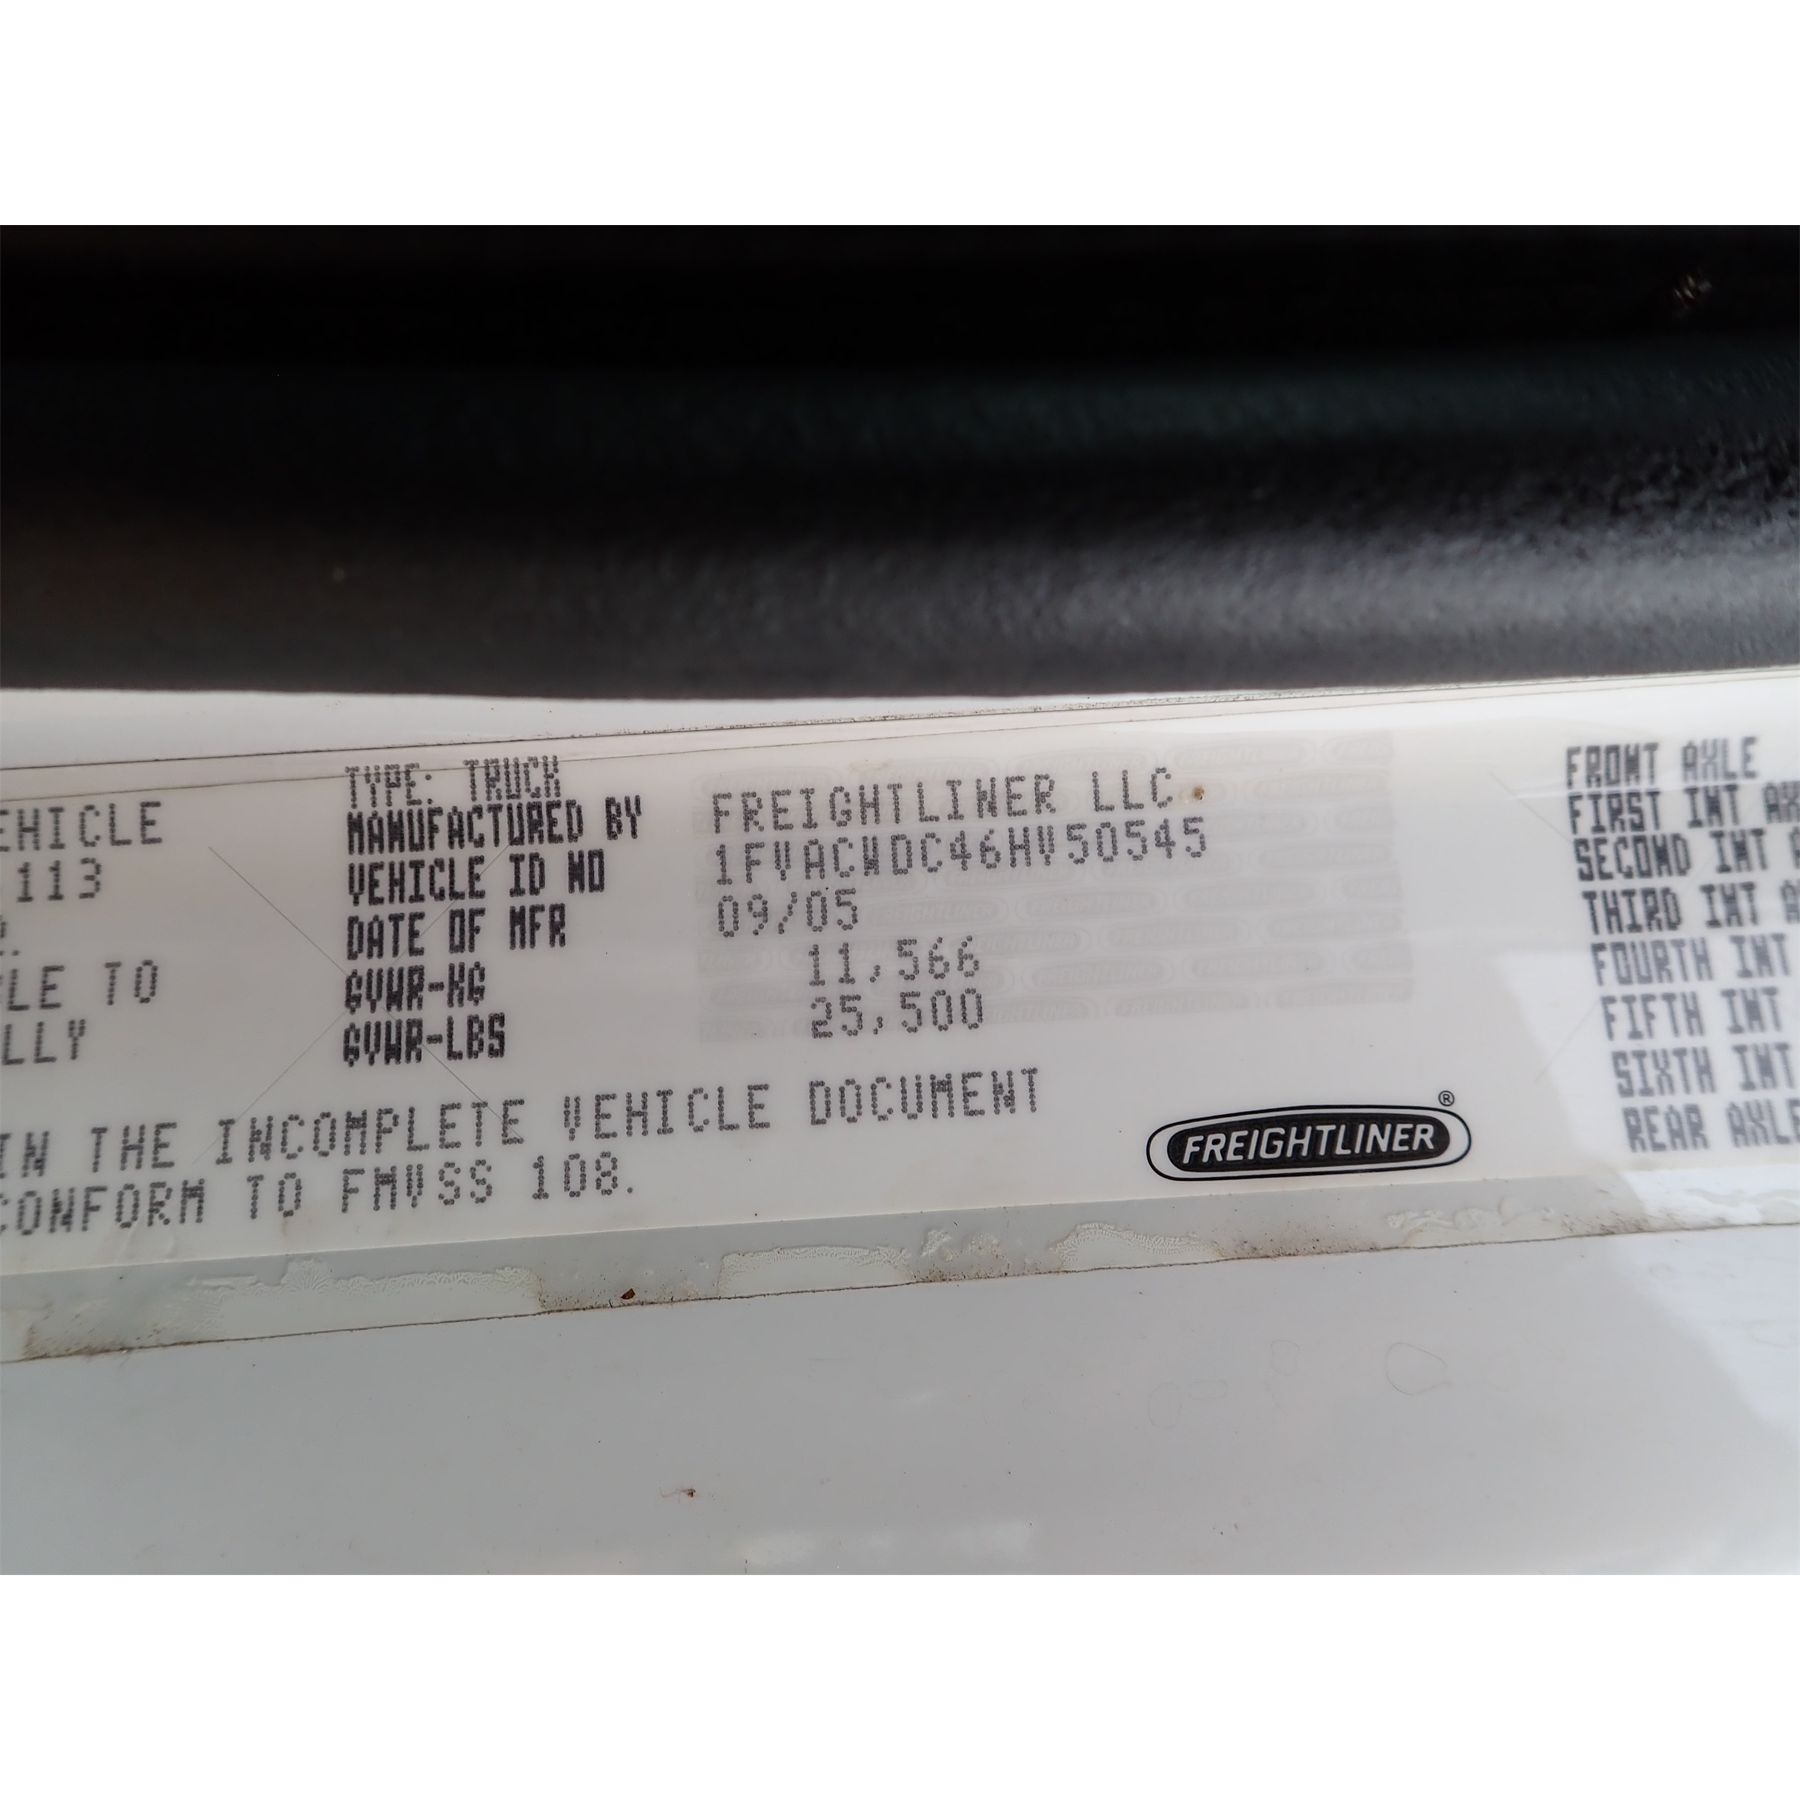 TYPE: TRUCK
MANUFACTURED BY FREIGHTLINER LLC.
VEHICLE ID NO 1FVACWDC46HV50545
DATE OF MFR 09/05
GVWR-KG 11,566
GVWR-LBS 25,500
EHICLE
113
LE TO
LLY
IN THE INCOMPLETE VEHICLE DOCUMENT
CONFORM TO FMVSS 108.
FREIGHTLINER®
FRONT AXLE
FIRST INT AX
SECOND INT A
THIRD INT A
FOURTH INT
FIFTH INT
SIXTH INT
REAR AXLE